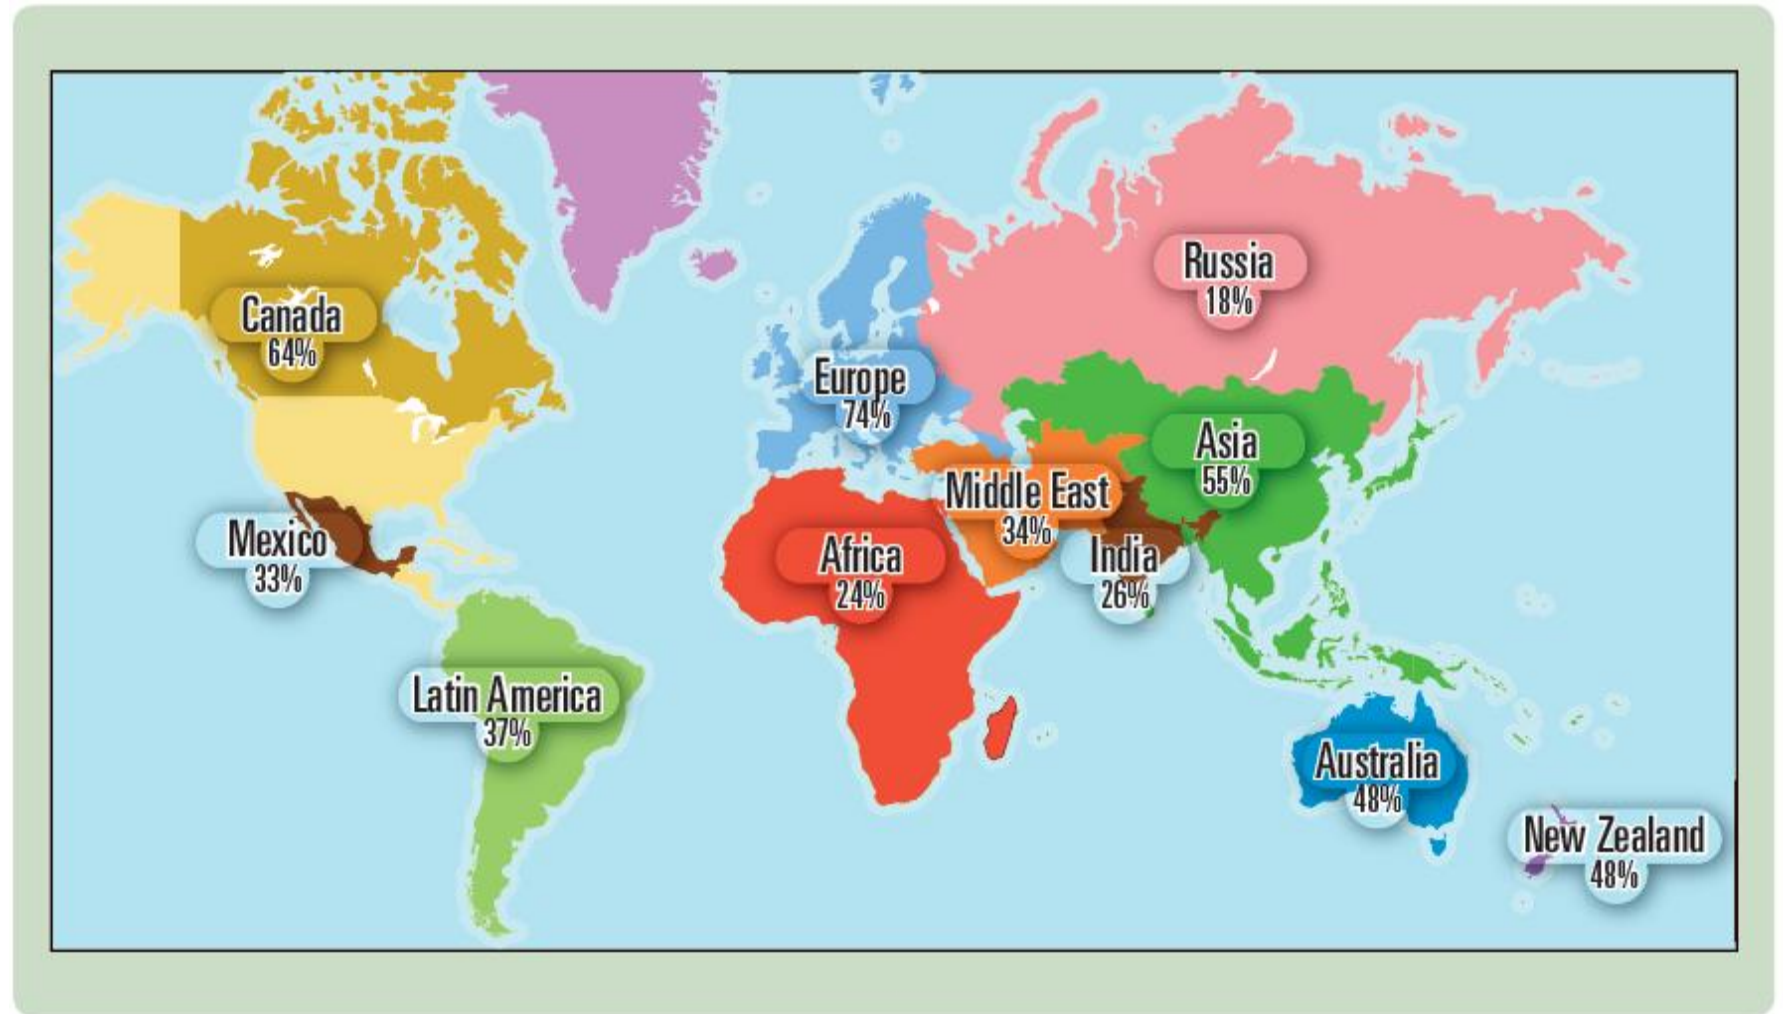 Canada
64%
Russia
18%
Europe
74%
Asia
55%
Middle East
34%
Mexico
33%
Africa
24%
India
26%
Latin America
37%
Australia
48%
New Zealand
48%